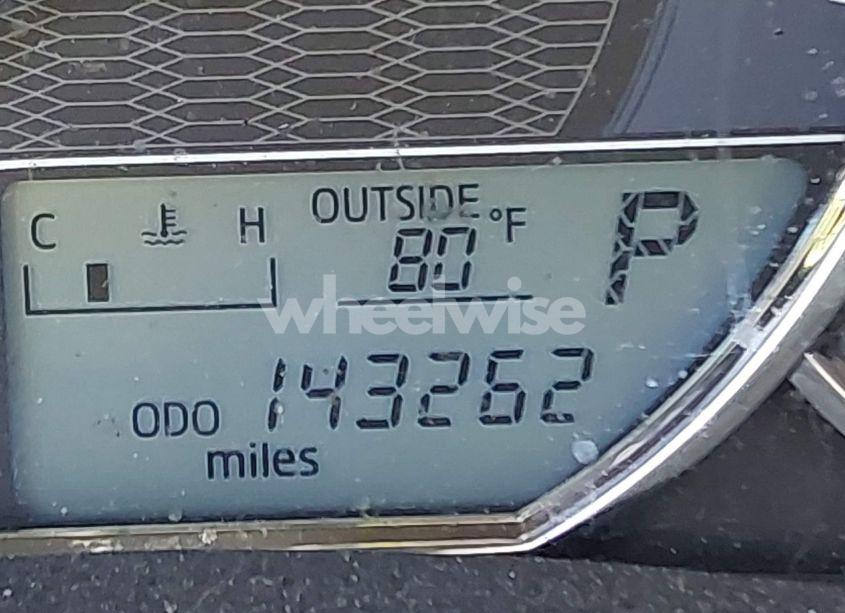 OUTSIDE
C H 80 °F P
wheelwise
ODO 143262
miles